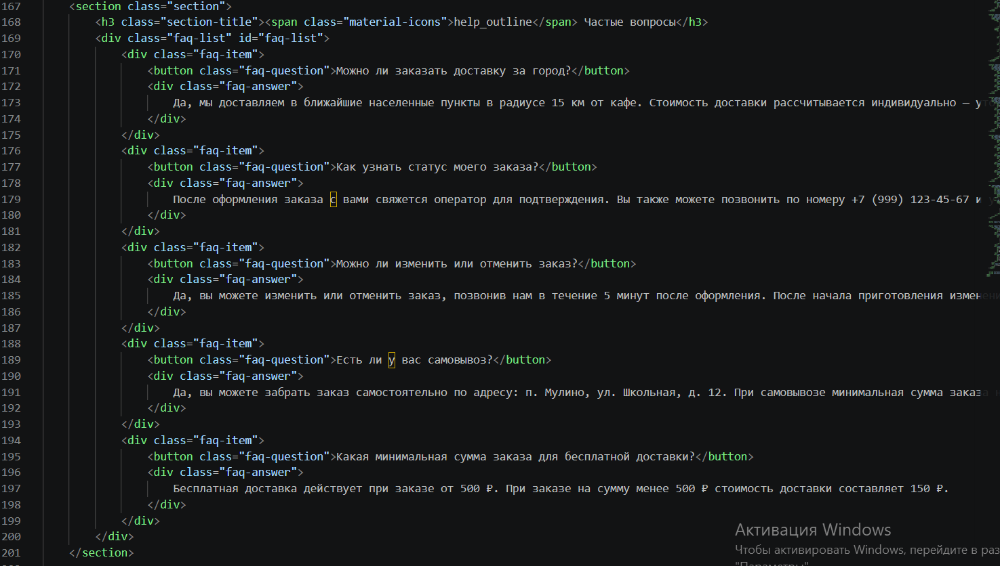 167 <section class="section">
168 <h3 class="section-title"><span class="material-icons">help_outline</span> Частые вопросы</h3>
169 <div class="faq-list" id="faq-list">
170 <div class="faq-item">
171 <button class="faq-question">Можно ли заказать доставку за город?</button>
172 <div class="faq-answer">
173 Да, мы доставляем в ближайшие населенные пункты в радиусе 15 км от кафе. Стоимость доставки рассчитывается индивидуально —
174 </div>
175 </div>
176 <div class="faq-item">
177 <button class="faq-question">Как узнать статус моего заказа?</button>
178 <div class="faq-answer">
179 После оформления заказа с вами свяжется оператор для подтверждения. Вы также можете позвонить по номеру +7 (999) 123-45-67 и
180 </div>
181 </div>
182 <div class="faq-item">
183 <button class="faq-question">Можно ли изменить или отменить заказ?</button>
184 <div class="faq-answer">
185 Да, вы можете изменить или отменить заказ, позвонив нам в течение 5 минут после оформления. После начала приготовления измен
186 </div>
187 </div>
188 <div class="faq-item">
189 <button class="faq-question">Есть ли у вас самовывоз?</button>
190 <div class="faq-answer">
191 Да, вы можете забрать заказ самостоятельно по адресу: п. Мулино, ул. Школьная, д. 12. При самовывозе минимальная сумма заказа
192 </div>
193 </div>
194 <div class="faq-item">
195 <button class="faq-question">Какая минимальная сумма заказа для бесплатной доставки?</button>
196 <div class="faq-answer">
197 Бесплатная доставка действует при заказе от 500 ₽. При заказе на сумму менее 500 ₽ стоимость доставки составляет 150 ₽.
198 </div>
199 </div>
200 </div>
201 </section>
Активация Windows
Чтобы активировать Windows, перейдите в раз
"Параметры"